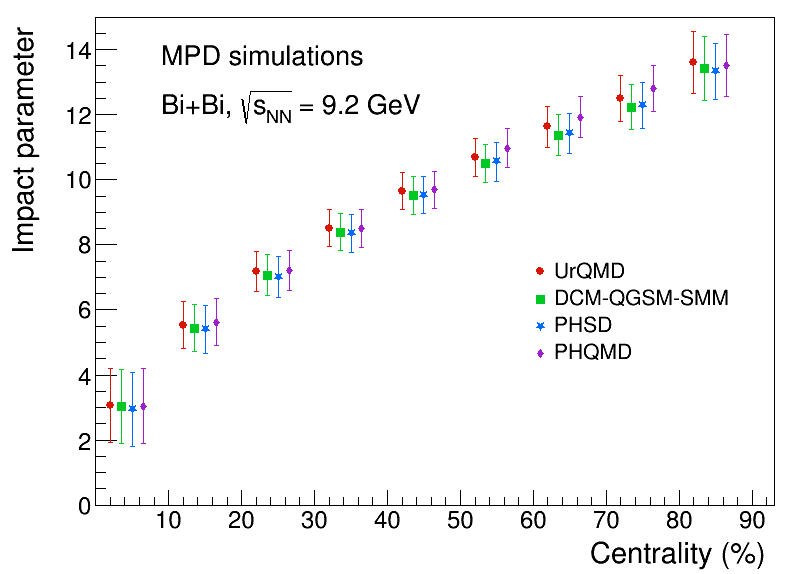 MPD simulations
Bi+Bi, √sNN = 9.2 GeV
Impact parameter
14
12
10
8
6
4
2
0
UrQMD
DCM-QGSM-SMM
PHSD
PHQMD
10 20 30 40 50 60 70 80 90
Centrality (%)